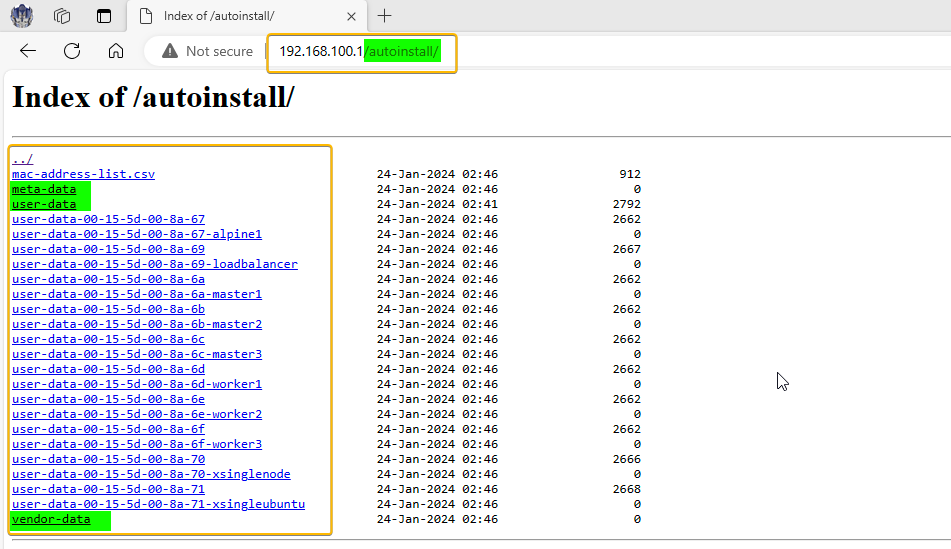 Index of /autoinstall/
Not secure
192.168.100.1/autoinstall/
Index of /autoinstall/
../
mac-address-list.csv 24-Jan-2024 02:46 912
meta-data 24-Jan-2024 02:46 0
user-data 24-Jan-2024 02:41 2792
user-data-00-15-5d-00-8a-67 24-Jan-2024 02:46 2662
user-data-00-15-5d-00-8a-67-alpine1 24-Jan-2024 02:46 0
user-data-00-15-5d-00-8a-69 24-Jan-2024 02:46 2667
user-data-00-15-5d-00-8a-69-loadbalancer 24-Jan-2024 02:46 0
user-data-00-15-5d-00-8a-6a 24-Jan-2024 02:46 2662
user-data-00-15-5d-00-8a-6a-master1 24-Jan-2024 02:46 0
user-data-00-15-5d-00-8a-6b 24-Jan-2024 02:46 2662
user-data-00-15-5d-00-8a-6b-master2 24-Jan-2024 02:46 0
user-data-00-15-5d-00-8a-6c 24-Jan-2024 02:46 2662
user-data-00-15-5d-00-8a-6c-master3 24-Jan-2024 02:46 0
user-data-00-15-5d-00-8a-6d 24-Jan-2024 02:46 2662
user-data-00-15-5d-00-8a-6d-worker1 24-Jan-2024 02:46 0
user-data-00-15-5d-00-8a-6e 24-Jan-2024 02:46 2662
user-data-00-15-5d-00-8a-6e-worker2 24-Jan-2024 02:46 0
user-data-00-15-5d-00-8a-6f 24-Jan-2024 02:46 2662
user-data-00-15-5d-00-8a-6f-worker3 24-Jan-2024 02:46 0
user-data-00-15-5d-00-8a-70 24-Jan-2024 02:46 2666
user-data-00-15-5d-00-8a-70-xsinglenode 24-Jan-2024 02:46 0
user-data-00-15-5d-00-8a-71 24-Jan-2024 02:46 2668
user-data-00-15-5d-00-8a-71-xsingleubuntu 24-Jan-2024 02:46 0
vendor-data 24-Jan-2024 02:46 0